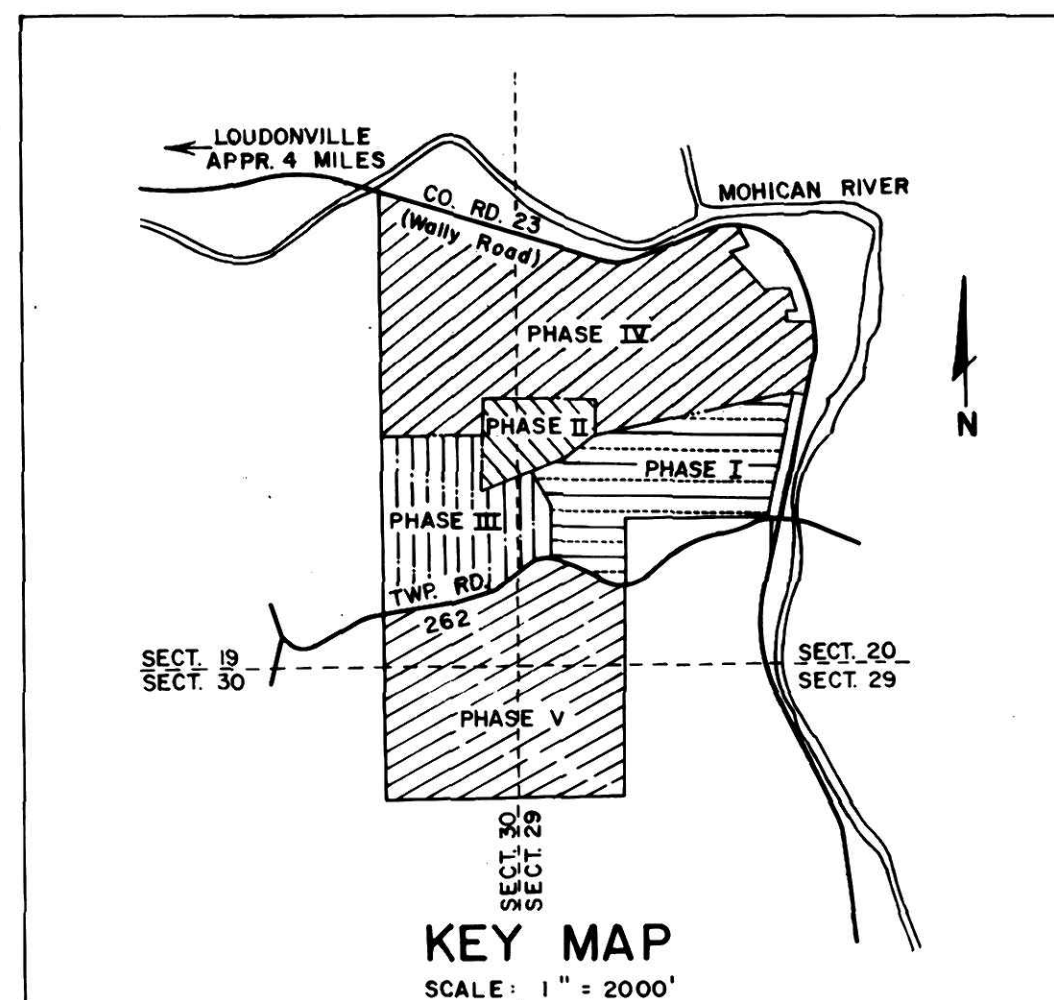 LOUDONVILLE
APPR. 4 MILES
CO. RD. 23
(Wally Road)
MOHICAN RIVER
PHASE IV
N
PHASE II
PHASE I
PHASE III
TWP. RD.
262
SECT. 19
SECT. 30
SECT. 20
SECT. 29
PHASE V
SECT. 30
SECT. 29
KEY MAP
SCALE: 1" = 2000'